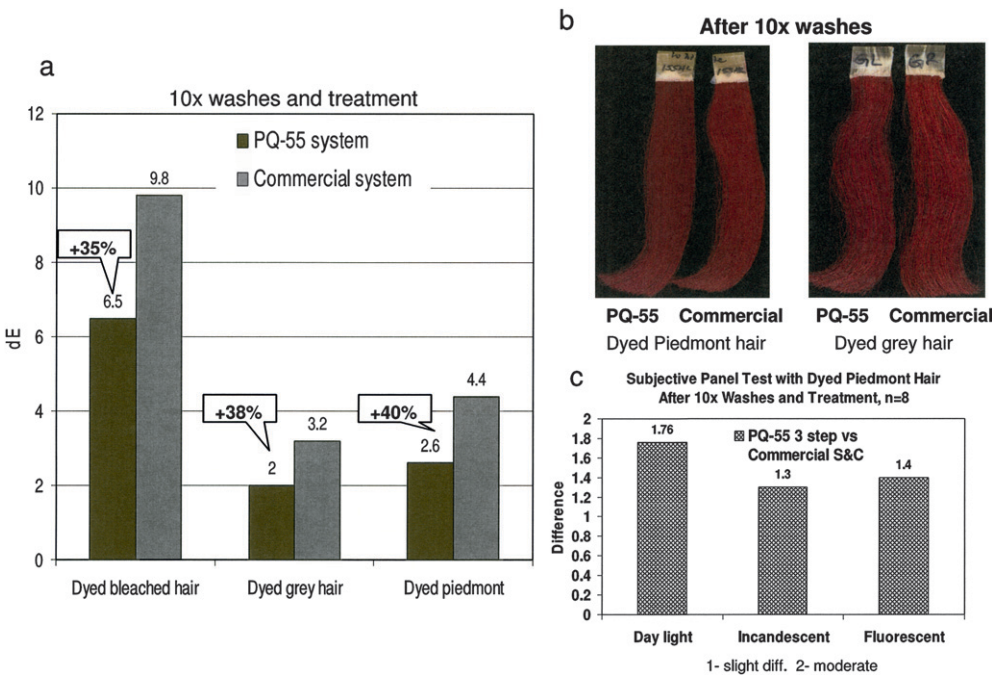 a
10x washes and treatment
12
10
8
6
4
2
0
dE
PQ-55 system
Commercial system
+35%
6.5
9.8
+38%
2
3.2
+40%
2.6
4.4
Dyed bleached hair
Dyed grey hair
Dyed piedmont
b
After 10x washes
GL
GR
PQ-55
Commercial
Dyed Piedmont hair
PQ-55
Commercial
Dyed grey hair
c
Subjective Panel Test with Dyed Piedmont Hair
After 10x Washes and Treatment, n=8
2
1.8
1.6
1.4
1.2
1
0.8
0.6
0.4
0.2
0
Difference
PQ-55 3 step vs
Commercial S&C
1.76
1.3
1.4
Day light
Incandescent
Fluorescent
1- slight diff. 2- moderate